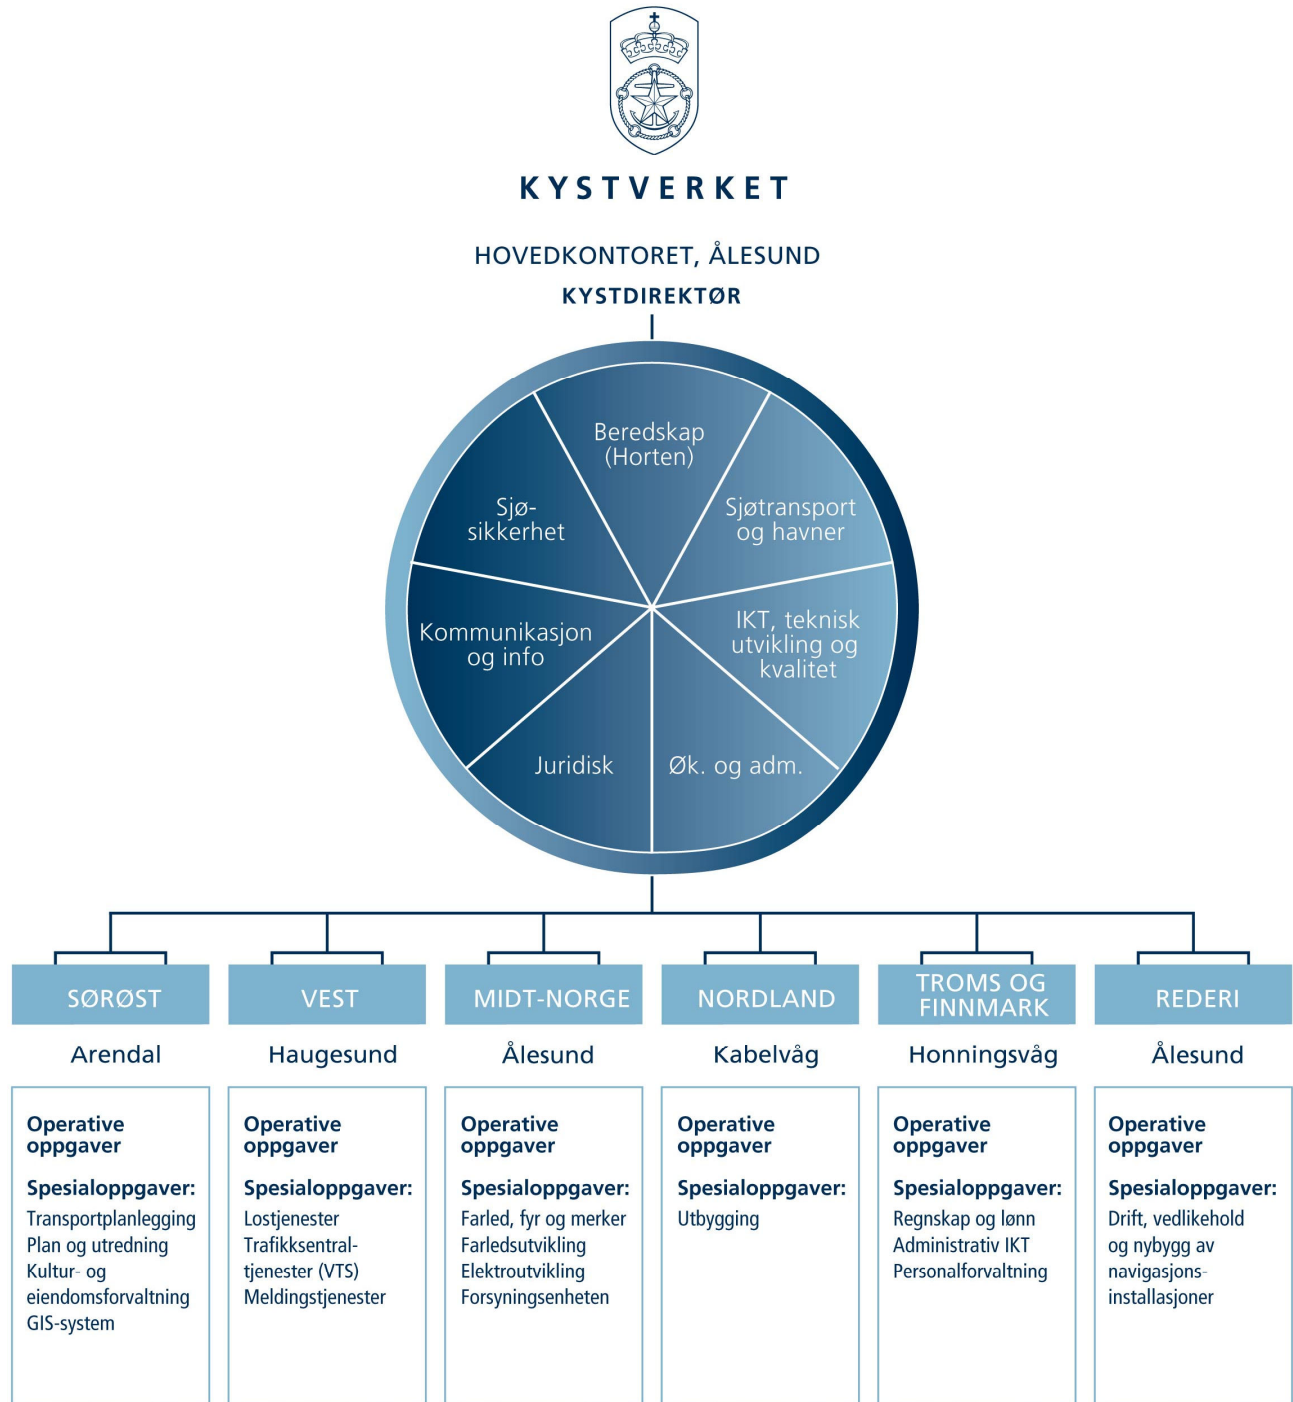 KYSTVERKET
HOVEDKONTORET, ÅLESUND
KYSTDIREKTØR
Beredskap
(Horten)
Sjøtransport
og havner
IKT, teknisk
utvikling og
kvalitet
Øk. og adm.
Juridisk
Kommunikasjon
og info
Sjø-
sikkerhet
SØRØST
Arendal
Operative
oppgaver
Spesialoppgaver:
Transportplanlegging
Plan og utredning
Kultur- og
eiendomsforvaltning
GIS-system
VEST
Haugesund
Operative
oppgaver
Spesialoppgaver:
Lostjenester
Trafikksentral-
tjenester (VTS)
Meldingstjenester
MIDT-NORGE
Ålesund
Operative
oppgaver
Spesialoppgaver:
Farled, fyr og merker
Farledsutvikling
Elektroutvikling
Forsyningsenheten
NORDLAND
Kabelvåg
Operative
oppgaver
Spesialoppgaver:
Utbygging
TROMS OG
FINNMARK
Honningsvåg
Operative
oppgaver
Spesialoppgaver:
Regnskap og lønn
Administrativ IKT
Personalforvaltning
REDERI
Ålesund
Operative
oppgaver
Spesialoppgaver:
Drift, vedlikehold
og nybygg av
navigasjons-
installasjoner